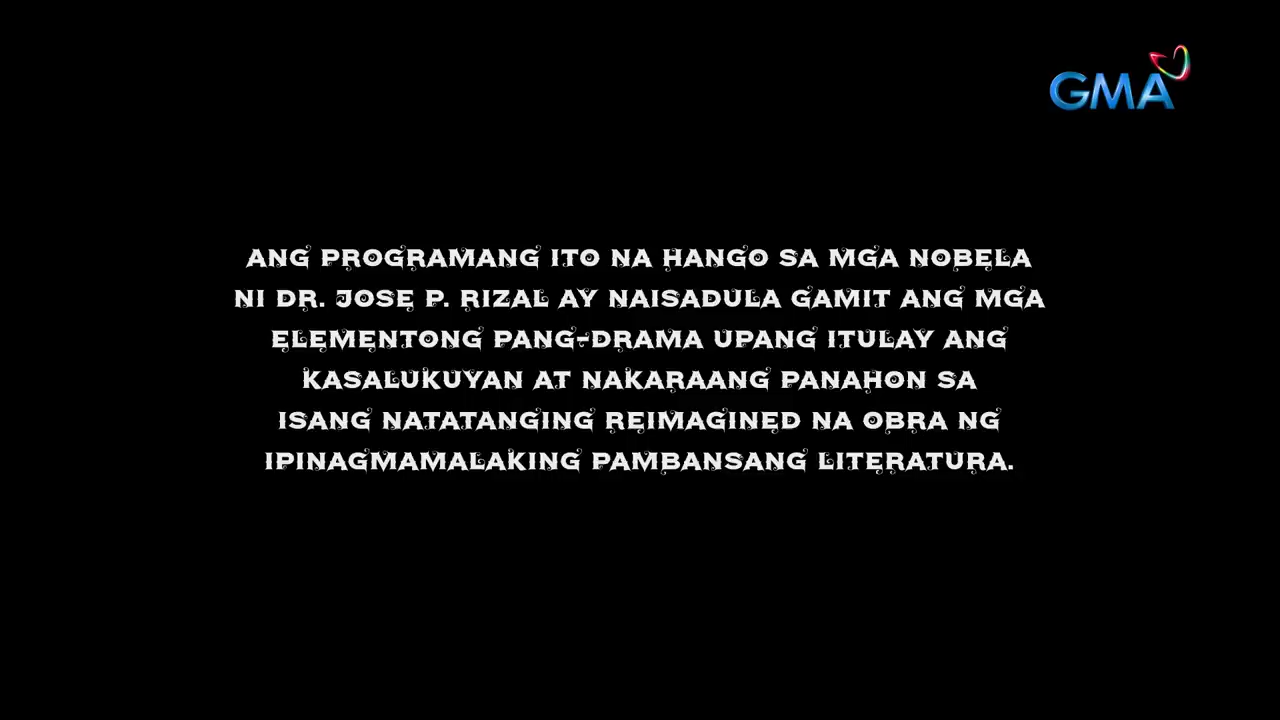 GMA
ANG PROGRAMANG ITO NA HANGO SA MGA NOBELA
NI DR. JOSE P. RIZAL AY NAISADULA GAMIT ANG MGA
ELEMENTONG PANG-DRAMA UPANG ITULAY ANG
KASALUKUYAN AT NAKARAANG PANAHON SA
ISANG NATATANGING REIMAGINED NA OBRA NG
IPINAGMAMALAKING PAMBANSANG LITERATURA.